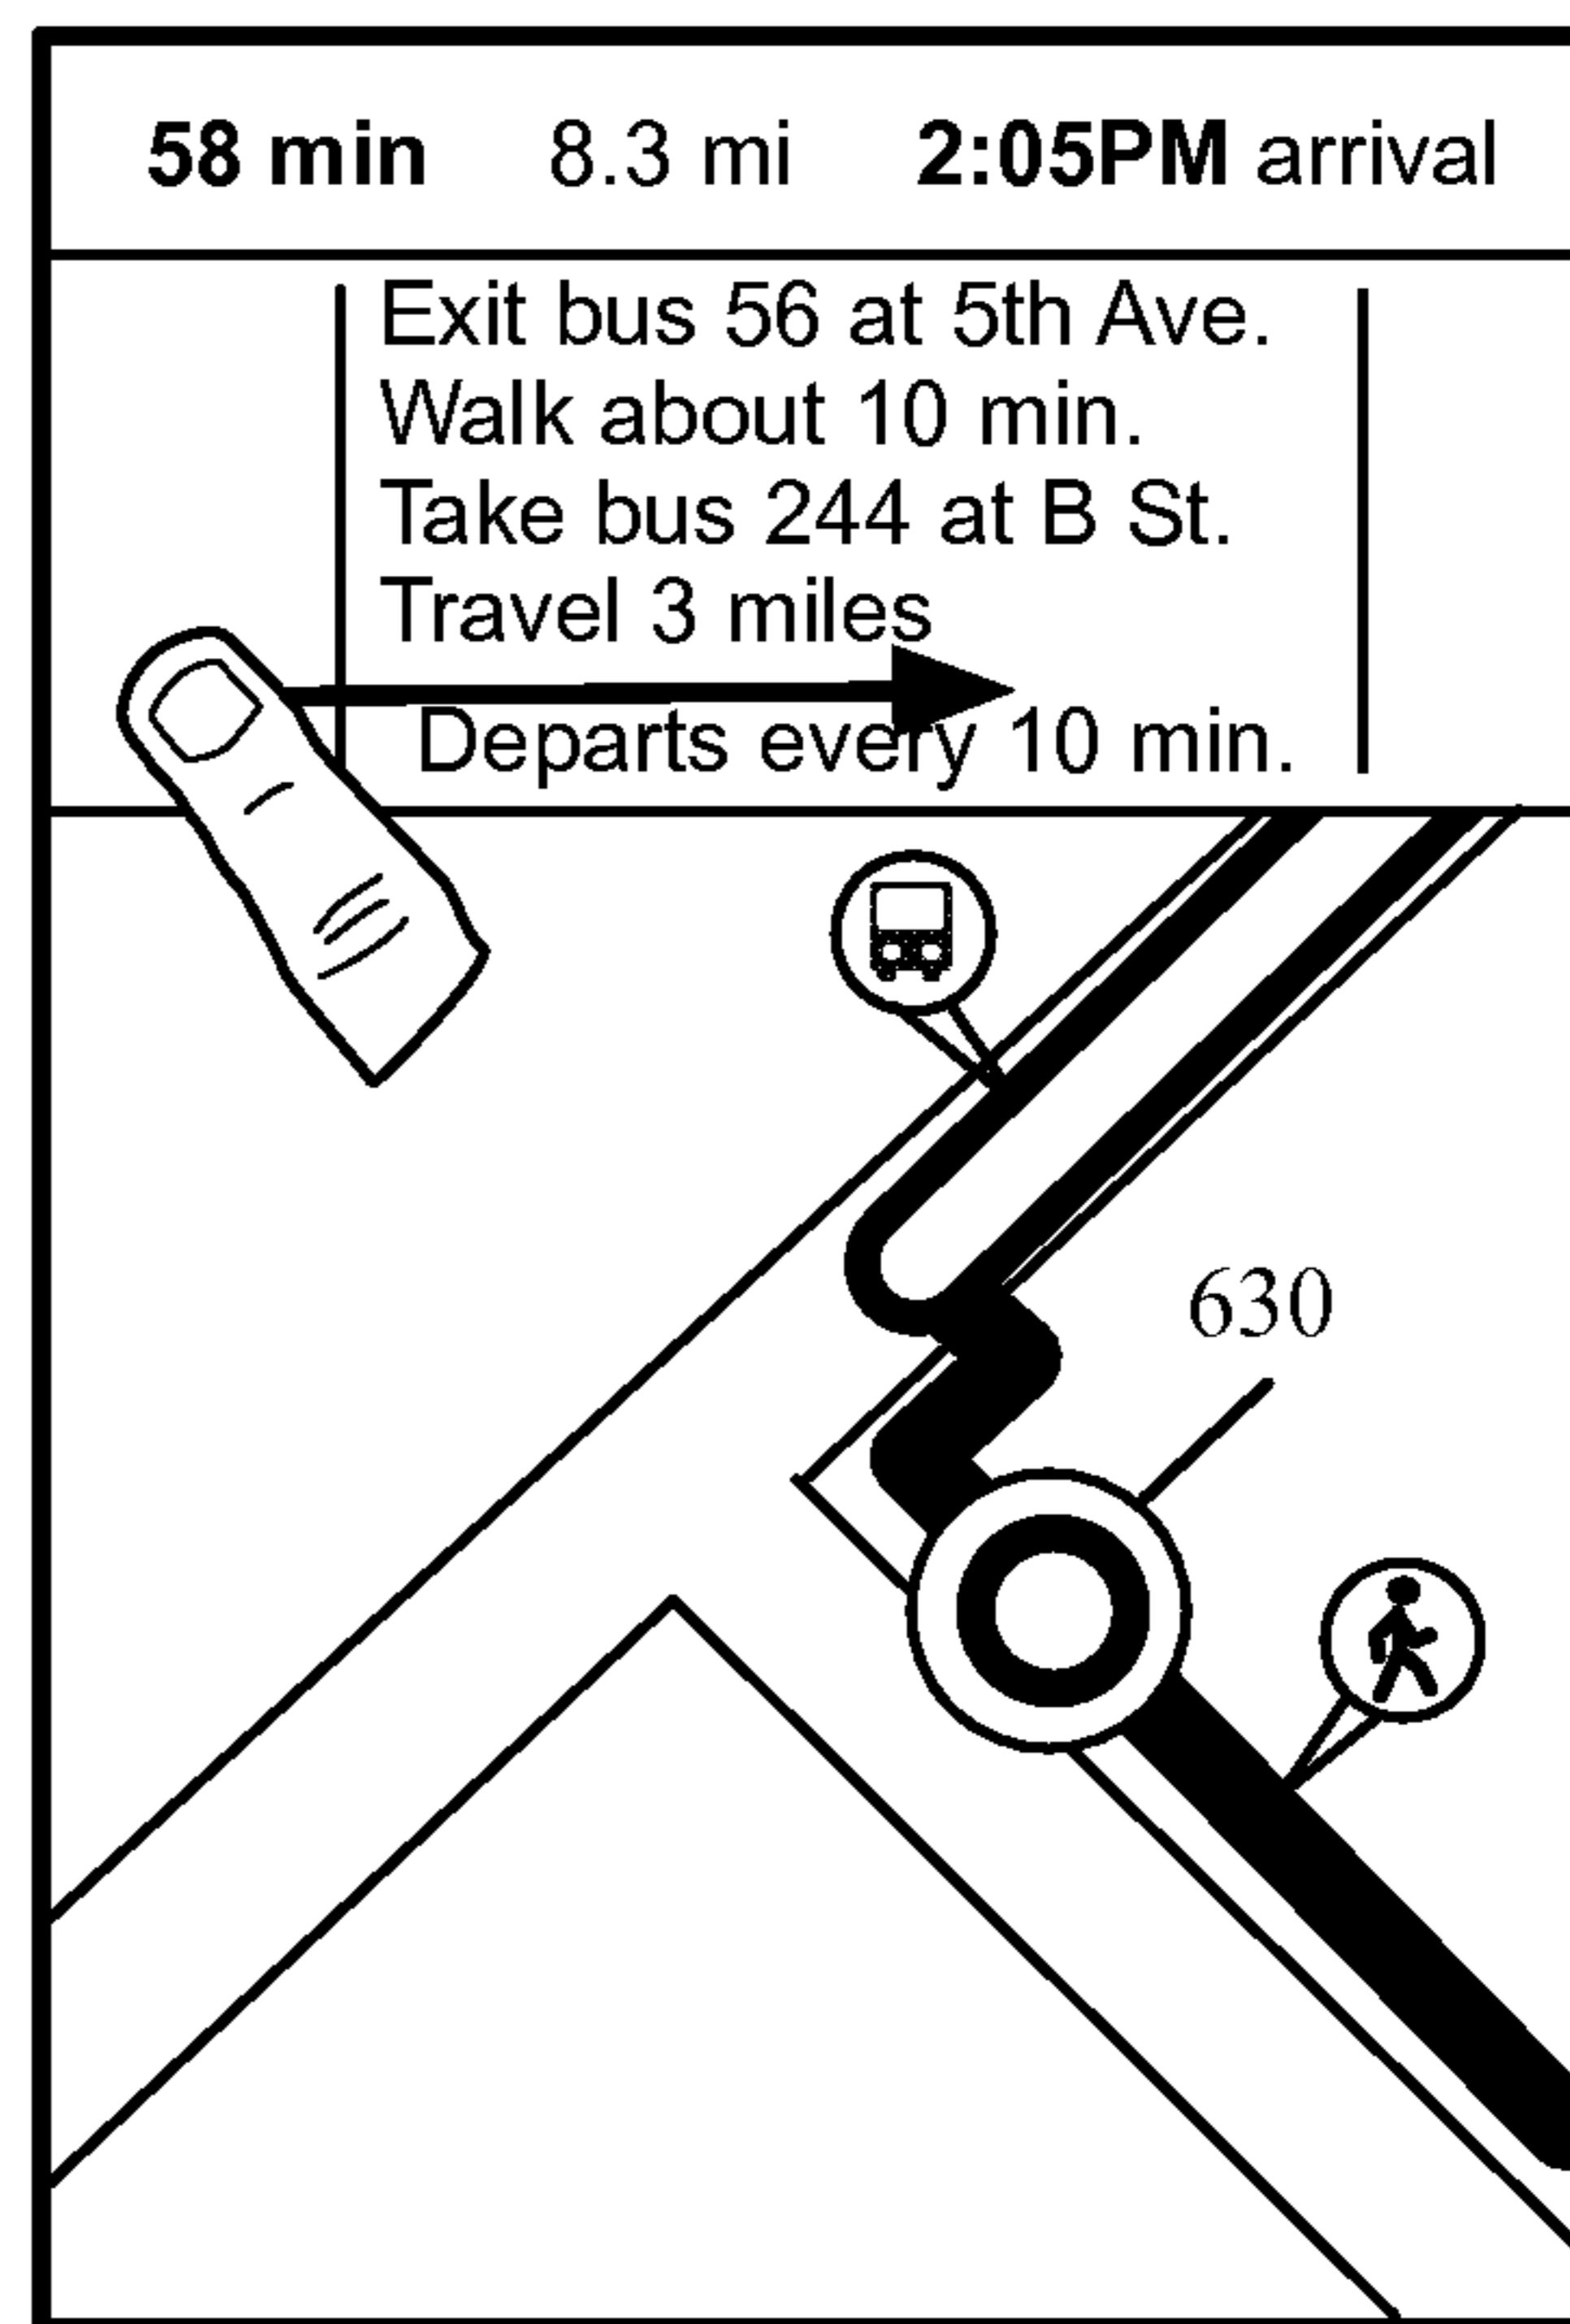 58 min 8.3 mi 2:05PM arrival
Exit bus 56 at 5th Ave.
Walk about 10 min.
Take bus 244 at B St.
Travel 3 miles
Departs every 10 min.
630